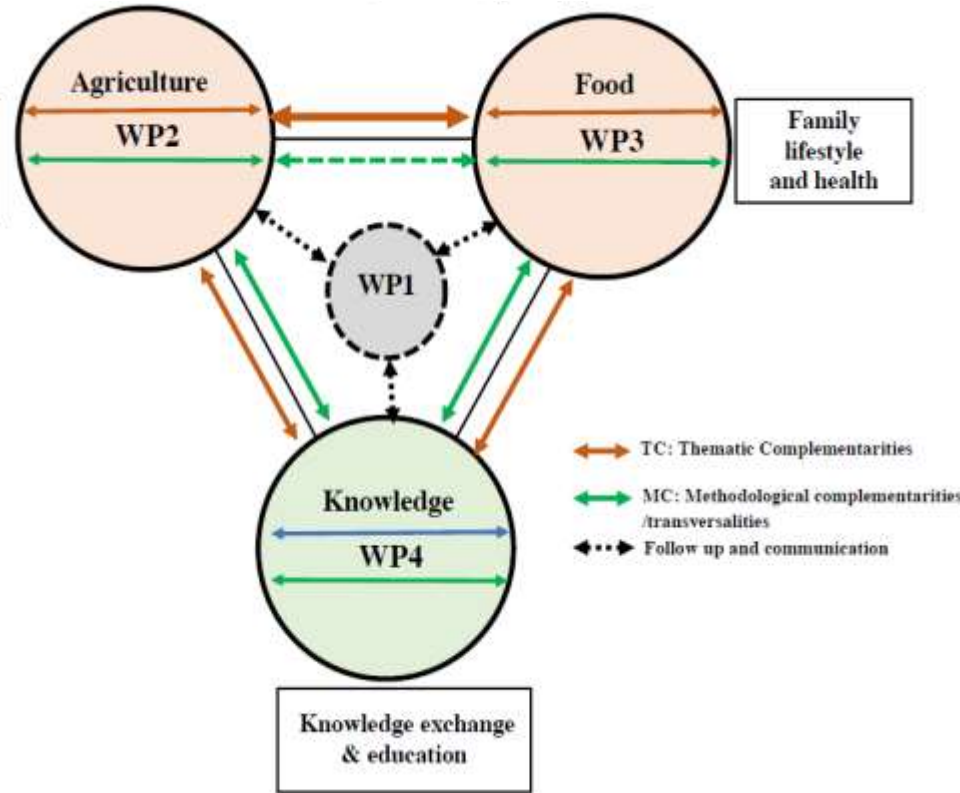 Agriculture
WP2
Food
WP3
Family
lifestyle
and health
WP1
Knowledge
WP4
TC: Thematic Complementarities
MC: Methodological complementarities
/transversalities
Follow up and communication
Knowledge exchange
& education